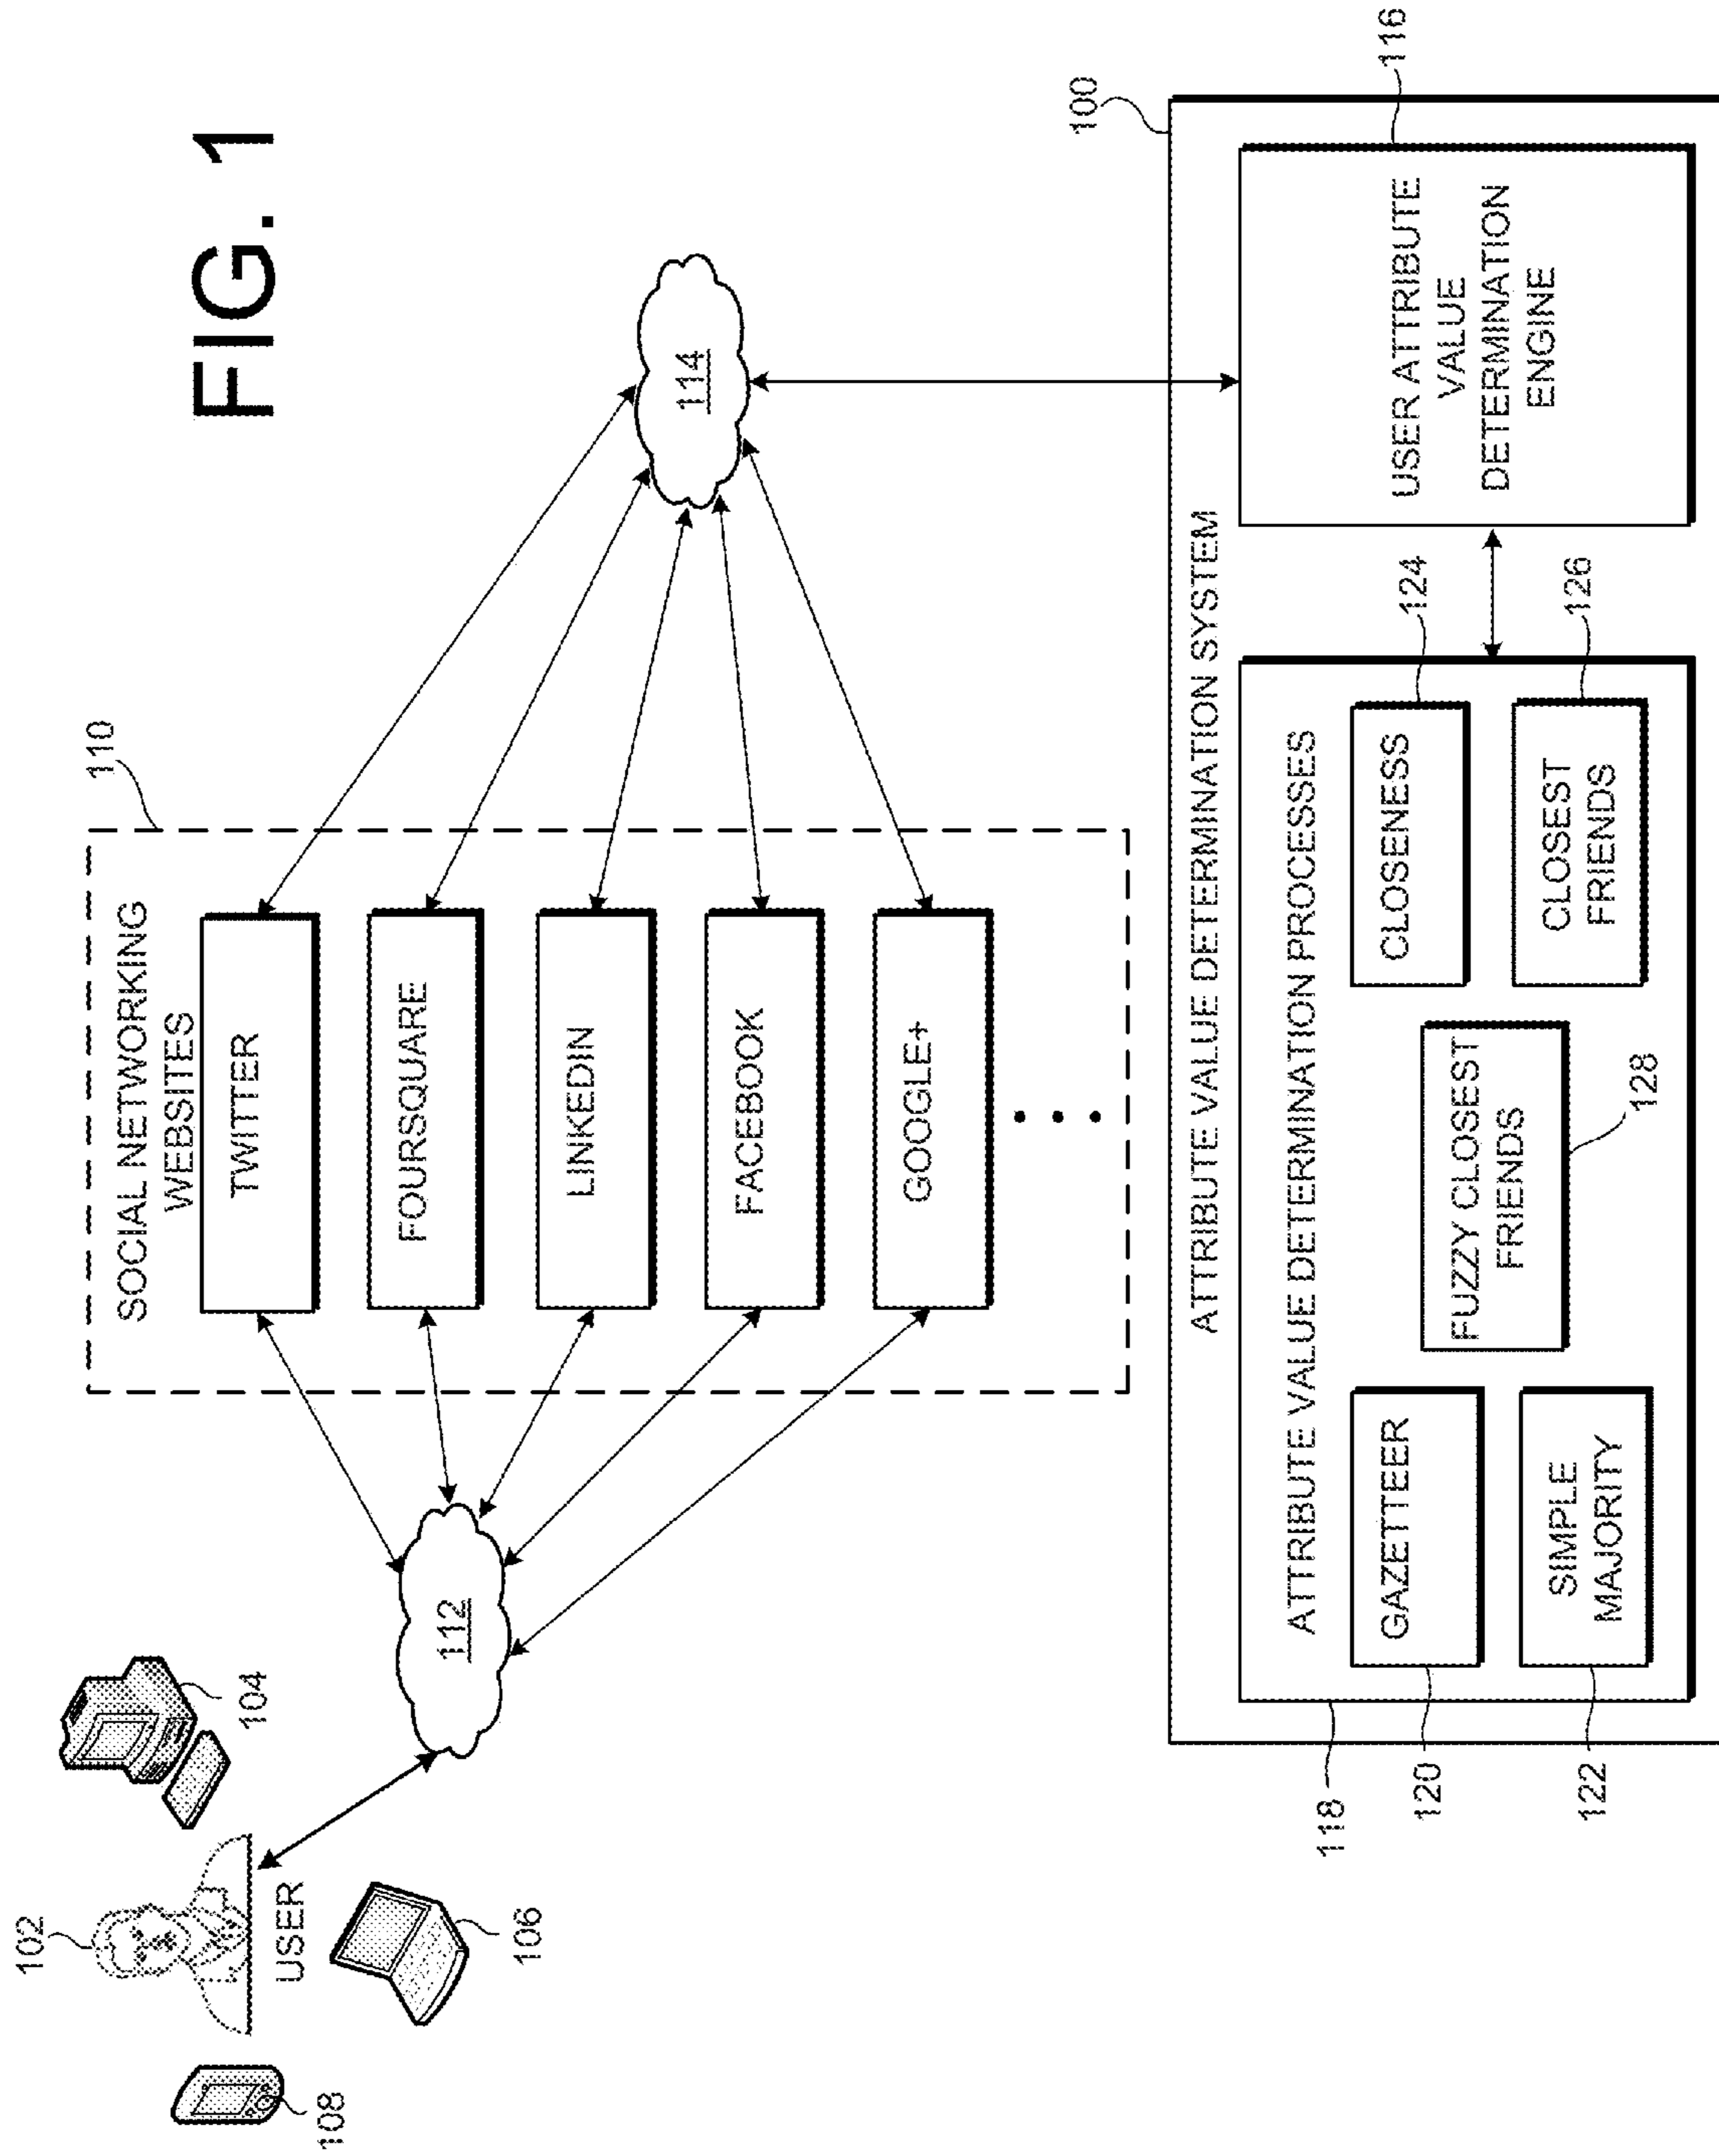 FIG. 1
102
USER
104
106
108
112
110
SOCIAL NETWORKING
WEBSITES
TWITTER
FOURSQUARE
LINKEDIN
FACEBOOK
GOOGLE+
114
100
ATTRIBUTE VALUE DETERMINATION SYSTEM
118
ATTRIBUTE VALUE DETERMINATION PROCESSES
120
GAZETTEER
122
SIMPLE
MAJORITY
FUZZY CLOSEST
FRIENDS
128
CLOSENESS
124
CLOSEST
FRIENDS
126
USER ATTRIBUTE
VALUE
DETERMINATION
ENGINE
116